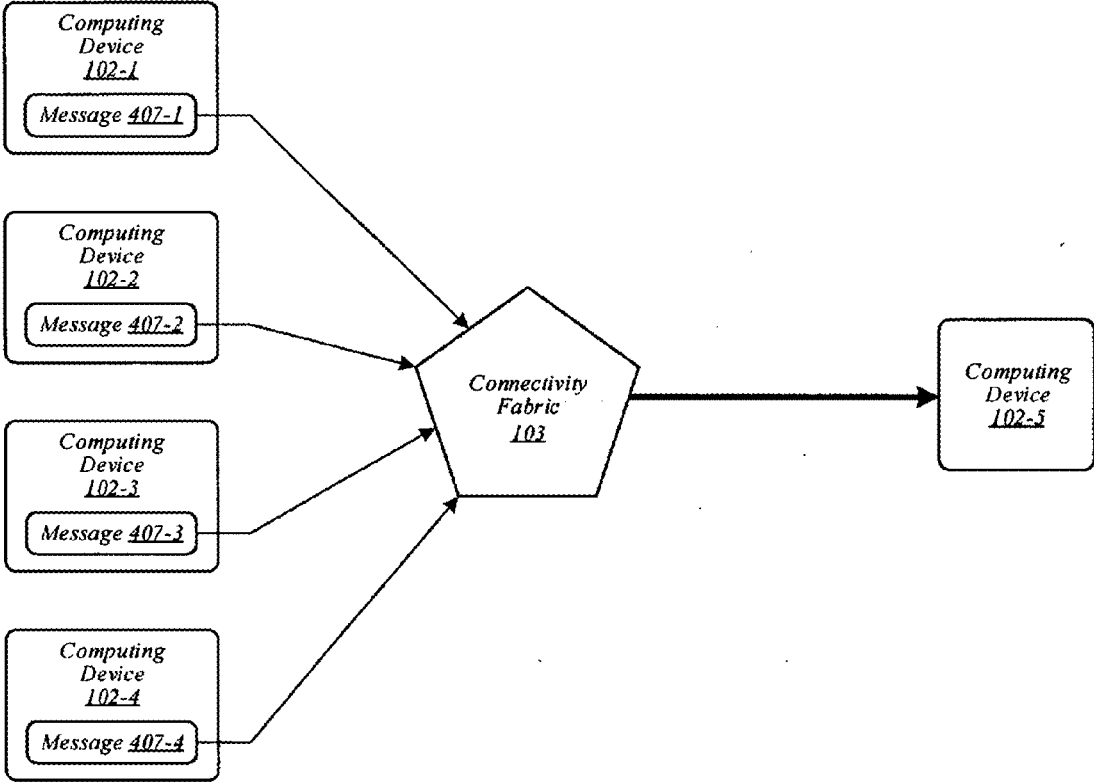 Computing
Device
102-1
Message 407-1
Computing
Device
102-2
Message 407-2
Computing
Device
102-3
Message 407-3
Computing
Device
102-4
Message 407-4
Connectivity
Fabric
103
Computing
Device
102-5